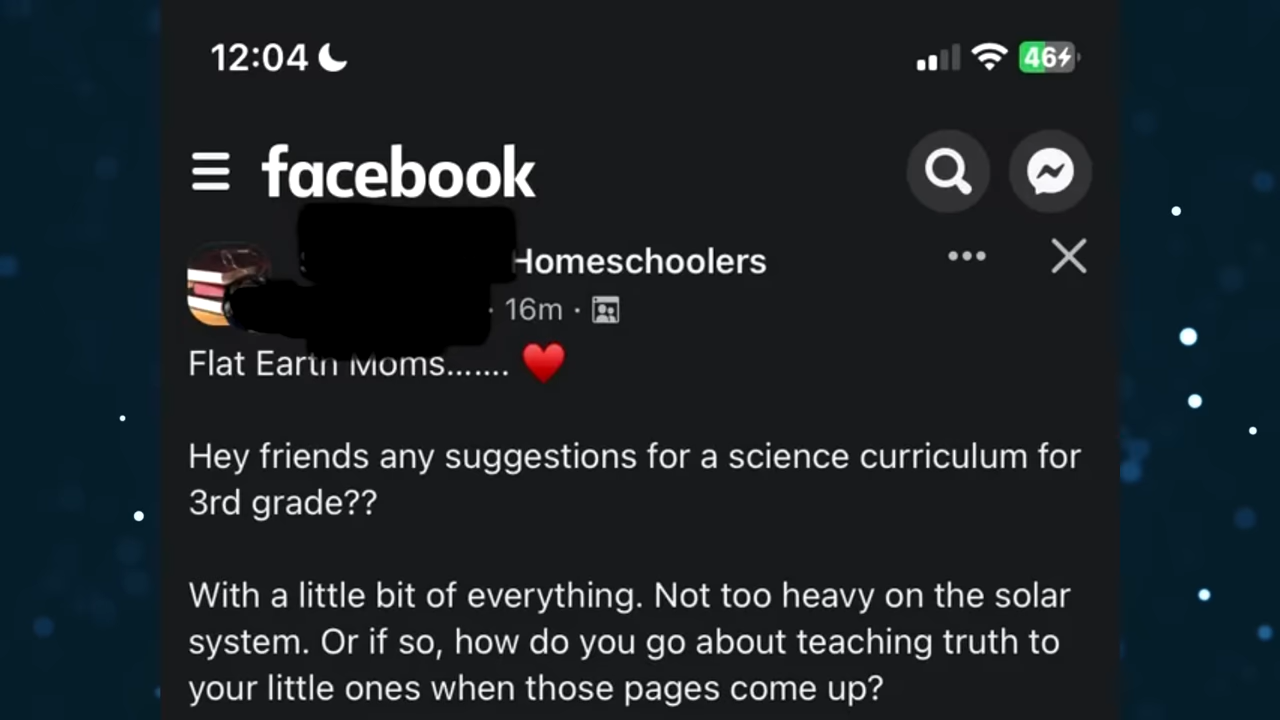 12:04
46
facebook
Homeschoolers
· 16m ·
Flat Earth Moms....... ♥️
Hey friends any suggestions for a science curriculum for
3rd grade??
With a little bit of everything. Not too heavy on the solar
system. Or if so, how do you go about teaching truth to
your little ones when those pages come up?